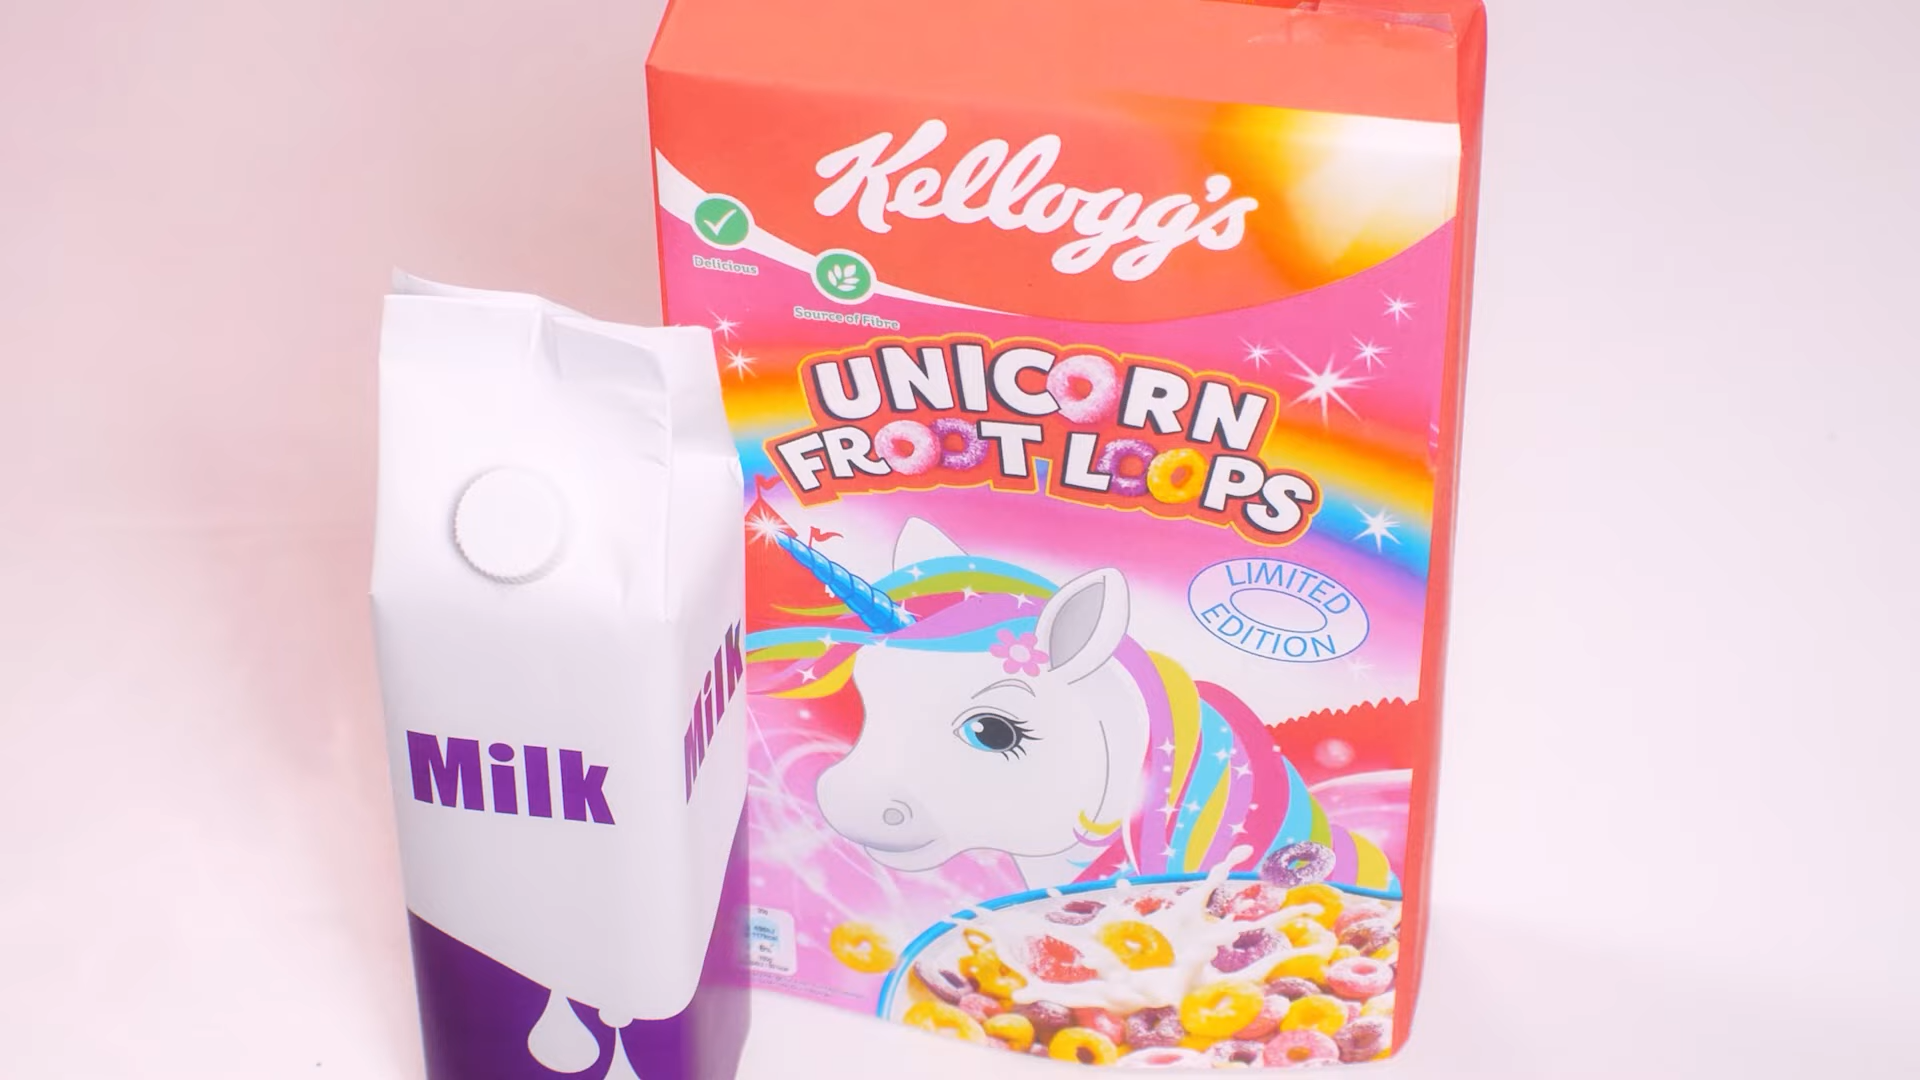 Kellogg's
Delicious
Source of Fibre
UNICORN
FROOT LOOPS
LIMITED
EDITION
Milk
Milk